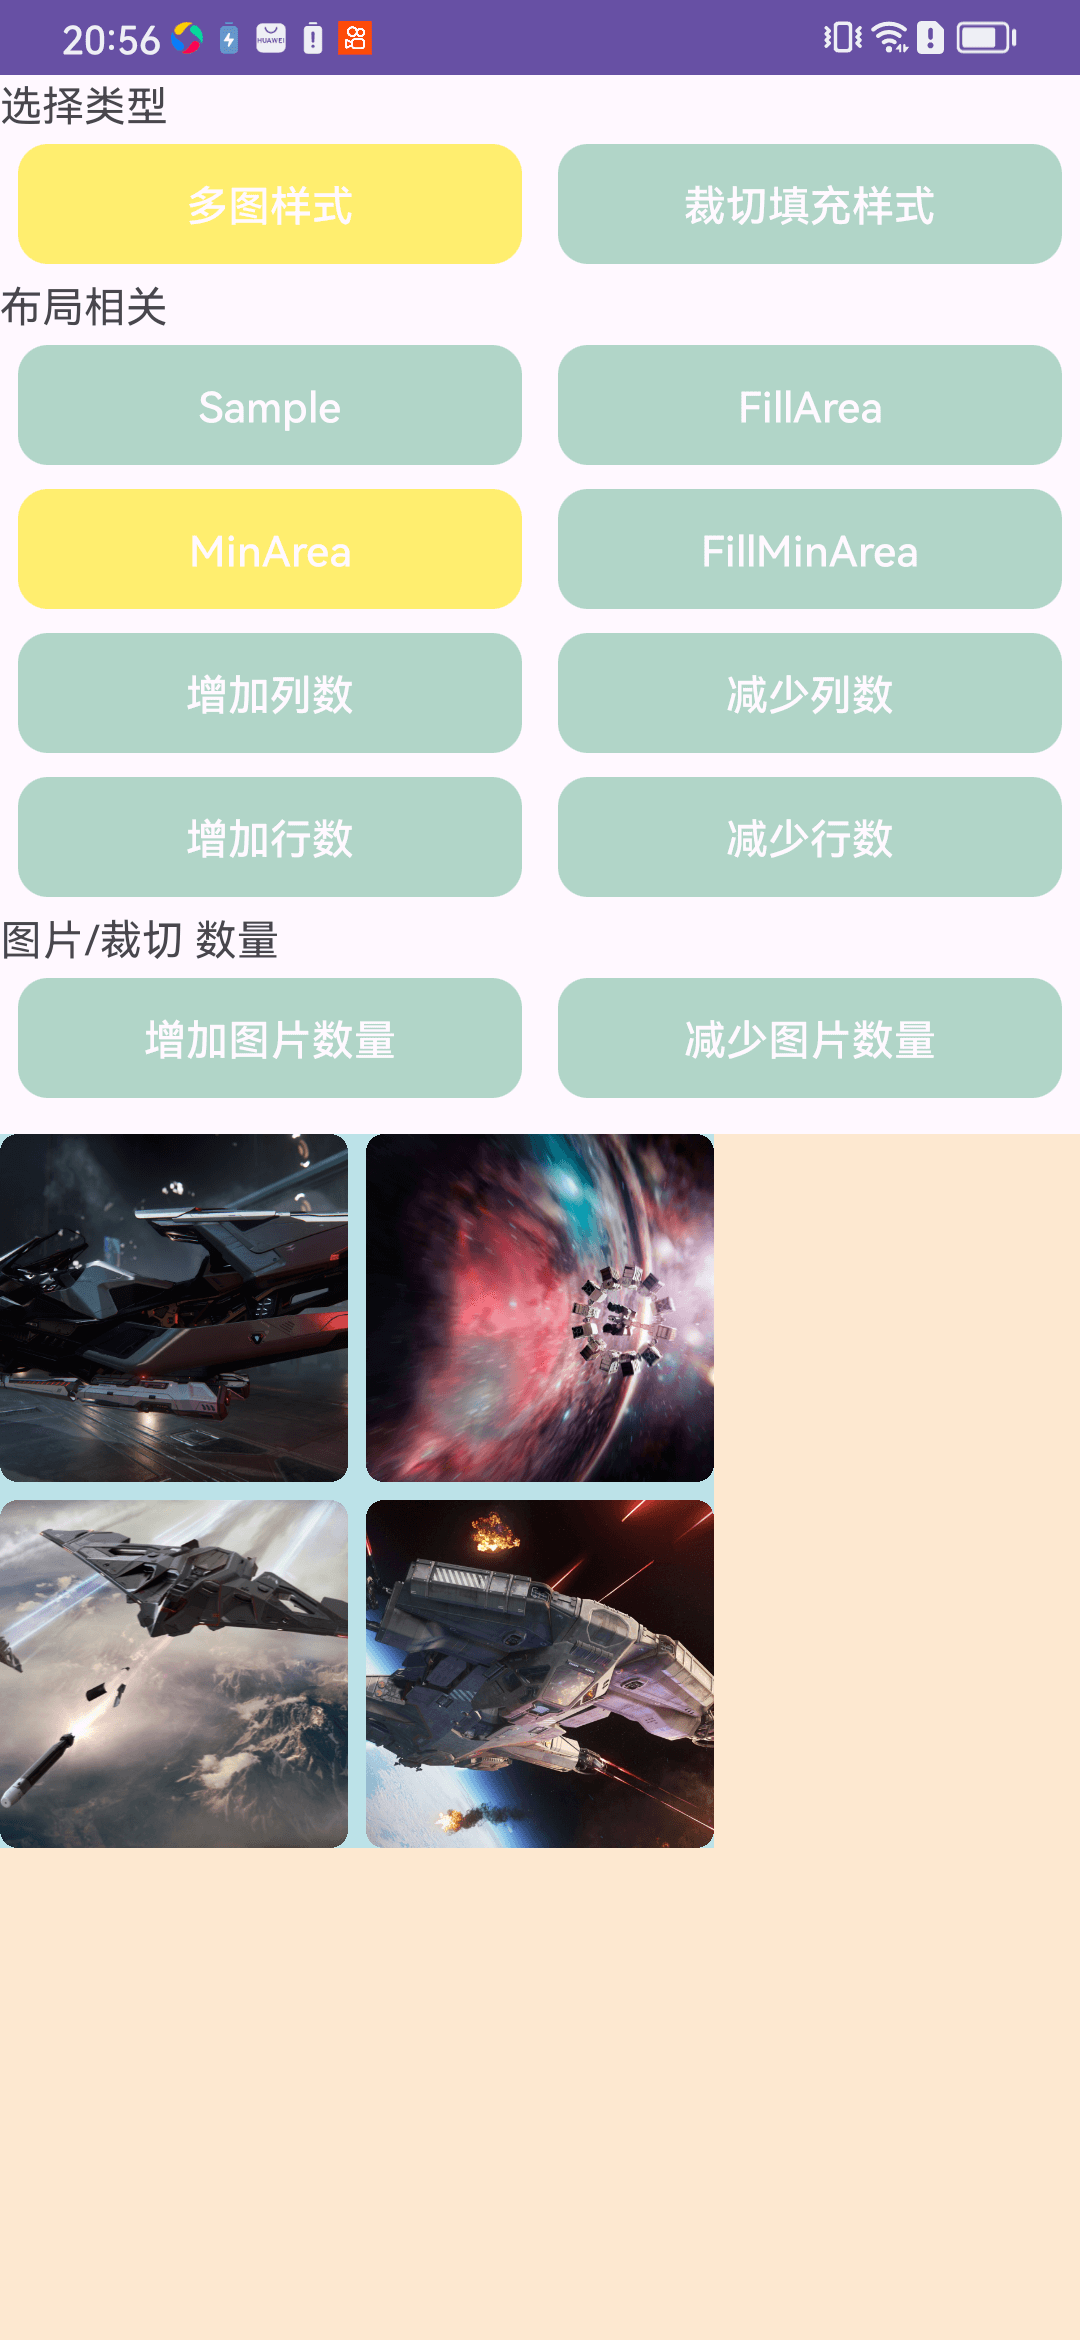 20:56
HUAWEI
选择类型
多图样式 裁切填充样式
布局相关
Sample FillArea
MinArea FillMinArea
增加列数 减少列数
增加行数 减少行数
图片/裁切 数量
增加图片数量 减少图片数量